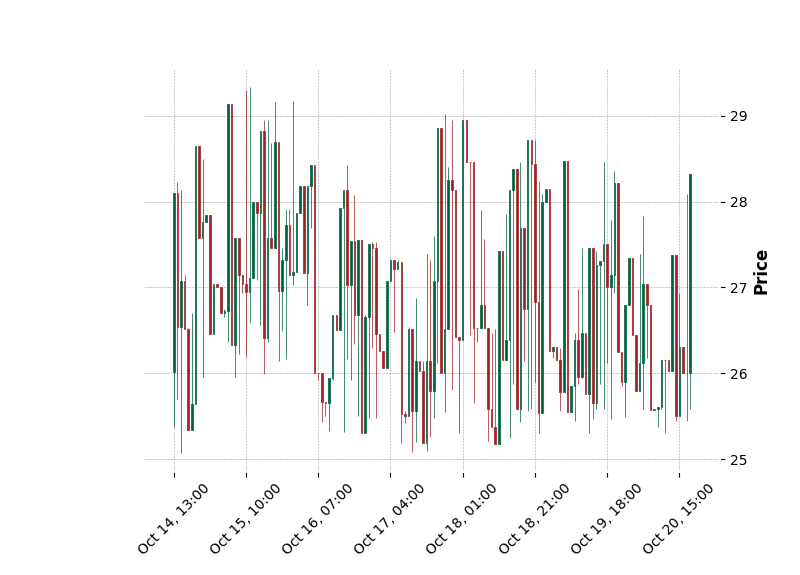 29
28
27
26
25
Price
Oct 14, 13:00
Oct 15, 10:00
Oct 16, 07:00
Oct 17, 04:00
Oct 18, 01:00
Oct 18, 21:00
Oct 19, 18:00
Oct 20, 15:00